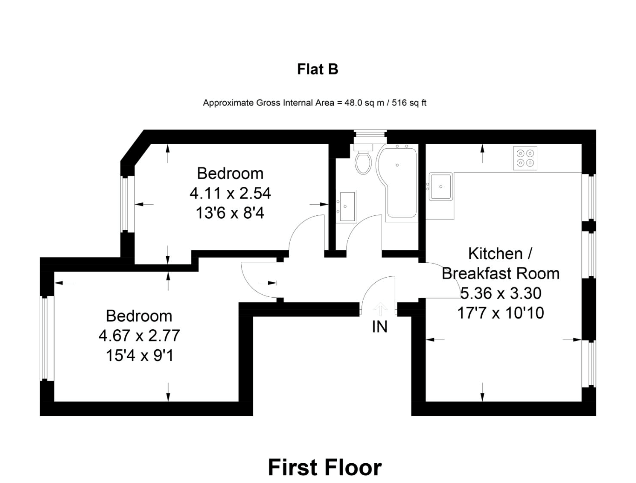 Flat B
Approximate Gross Internal Area = 48.0 sq m / 516 sq ft
Bedroom
4.11 x 2.54
13'6 x 8'4
Kitchen /
Breakfast Room
5.36 x 3.30
17'7 x 10'10
Bedroom
4.67 x 2.77
15'4 x 9'1
IN
First Floor